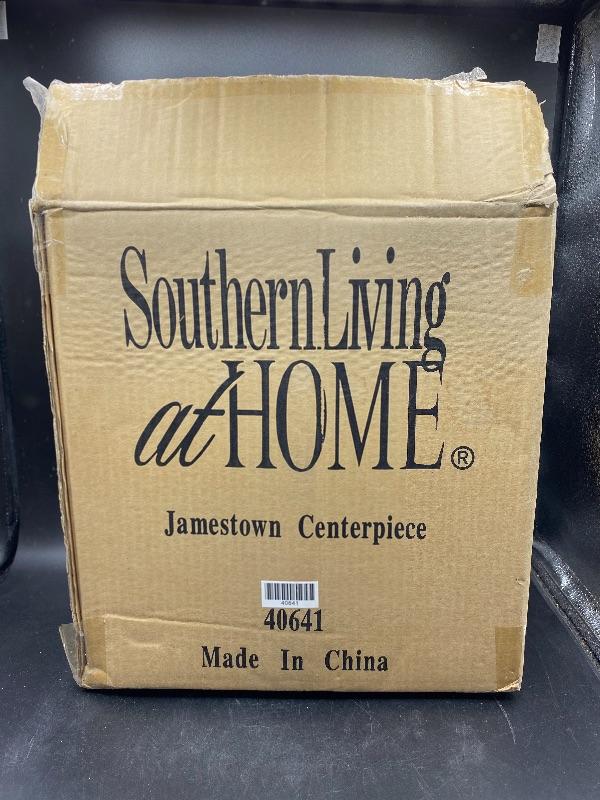 Southern Living
at HOME®
Jamestown Centerpiece
40641
40641
Made In China